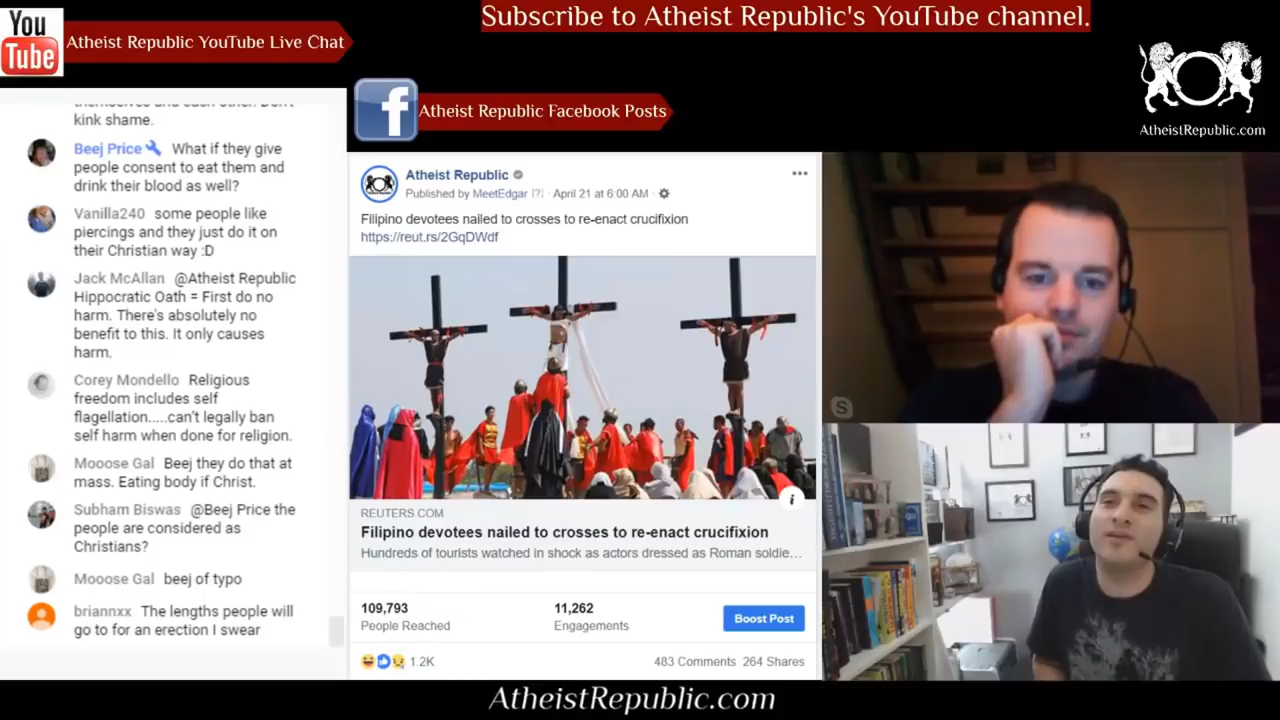 Subscribe to Atheist Republic's YouTube channel.
You
Tube
Atheist Republic YouTube Live Chat
Atheist Republic Facebook Posts
AtheistRepublic.com
themselves and each other. Don't
kink shame.
Beej Price What if they give
people consent to eat them and
drink their blood as well?
Vanilla240 some people like
piercings and they just do it on
their Christian way :D
Jack McAllan @Atheist Republic
Hippocratic Oath = First do no
harm. There's absolutely no
benefit to this. It only causes
harm.
Corey Mondello Religious
freedom includes self
flagellation.....can't legally ban
self harm when done for religion.
Mooose Gal Beej they do that at
mass. Eating body if Christ.
Subham Biswas @Beej Price the
people are considered as
Christians?
Mooose Gal beej of typo
briannxx The lengths people will
go to for an erection I swear
Atheist Republic
Published by MeetEdgar [?] · April 21 at 6:00 AM ·
Filipino devotees nailed to crosses to re-enact crucifixion
https://reut.rs/2GqDWdf
REUTERS.COM
Filipino devotees nailed to crosses to re-enact crucifixion
Hundreds of tourists watched in shock as actors dressed as Roman soldie...
109,793
People Reached
11,262
Engagements
Boost Post
1.2K
483 Comments 264 Shares
AtheistRepublic.com